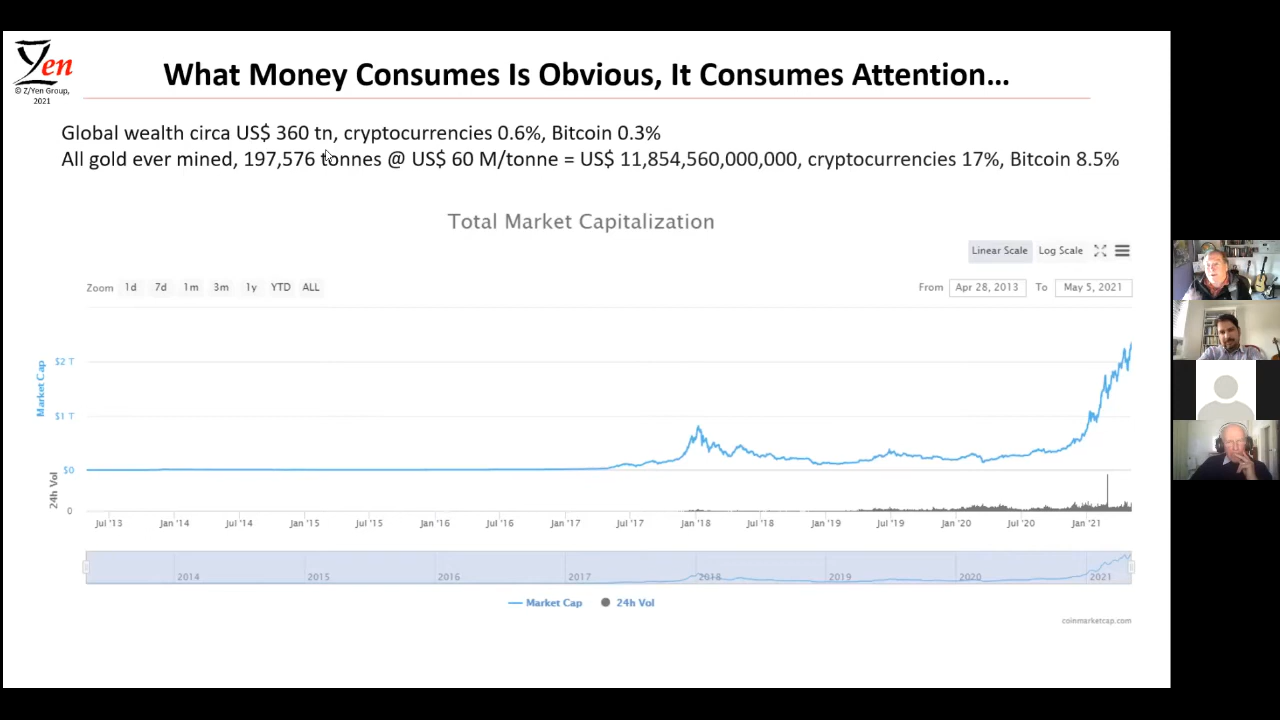 Zen
© Z/Yen Group,
2021
What Money Consumes Is Obvious, It Consumes Attention…
Global wealth circa US$ 360 tn, cryptocurrencies 0.6%, Bitcoin 0.3%
All gold ever mined, 197,576 tonnes @ US$ 60 M/tonne = US$ 11,854,560,000,000, cryptocurrencies 17%, Bitcoin 8.5%
Total Market Capitalization
Linear Scale Log Scale
Zoom 1d 7d 1m 3m 1y YTD ALL
From Apr 28, 2013 To May 5, 2021
Market Cap
$2 T
$1 T
$0
24h Vol
0
Jul '13 Jan '14 Jul '14 Jan '15 Jul '15 Jan '16 Jul '16 Jan '17 Jul '17 Jan '18 Jul '18 Jan '19 Jul '19 Jan '20 Jul '20 Jan '21
2014 2015 2016 2017 2018 2019 2020 2021
Market Cap 24h Vol
coinmarketcap.com